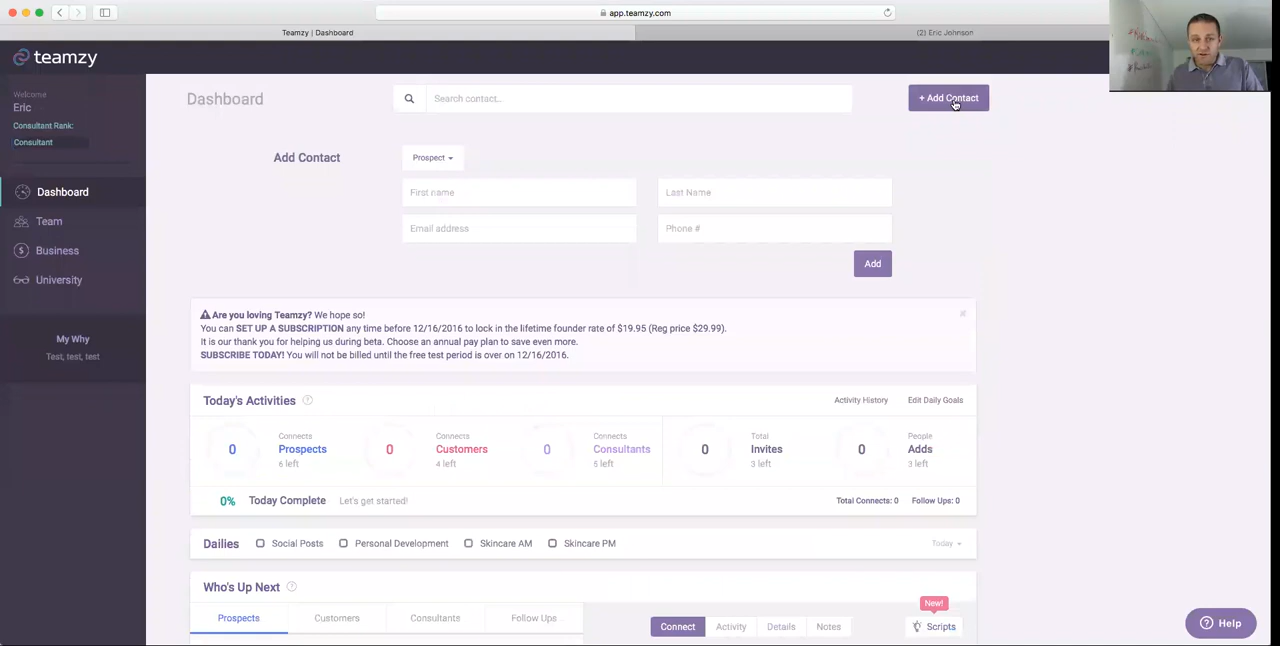 app.teamzy.com
Teamzy | Dashboard
(2) Eric Johnson
teamzy
Welcome
Eric
Consultant Rank:
Consultant
Dashboard
Team
Business
University
My Why
Test, test, test
Dashboard
Search contact...
+ Add Contact
Add Contact
Prospect
First name
Last Name
Email address
Phone #
Add
Are you loving Teamzy? We hope so!
You can SET UP A SUBSCRIPTION any time before 12/16/2016 to lock in the lifetime founder rate of $19.95 (Reg price $29.99).
It is our thank you for helping us during beta. Choose an annual pay plan to save even more.
SUBSCRIBE TODAY! You will not be billed until the free test period is over on 12/16/2016.
Today's Activities
Activity History
Edit Daily Goals
0 Connects Prospects 6 left
0 Connects Customers 4 left
0 Connects Consultants 5 left
0 Total Invites 3 left
0 People Adds 3 left
0% Today Complete Let's get started!
Total Connects: 0 Follow Ups: 0
Dailies Social Posts Personal Development Skincare AM Skincare PM
Today
Who's Up Next
Prospects Customers Consultants Follow Ups
Connect Activity Details Notes
New!
Scripts
Help